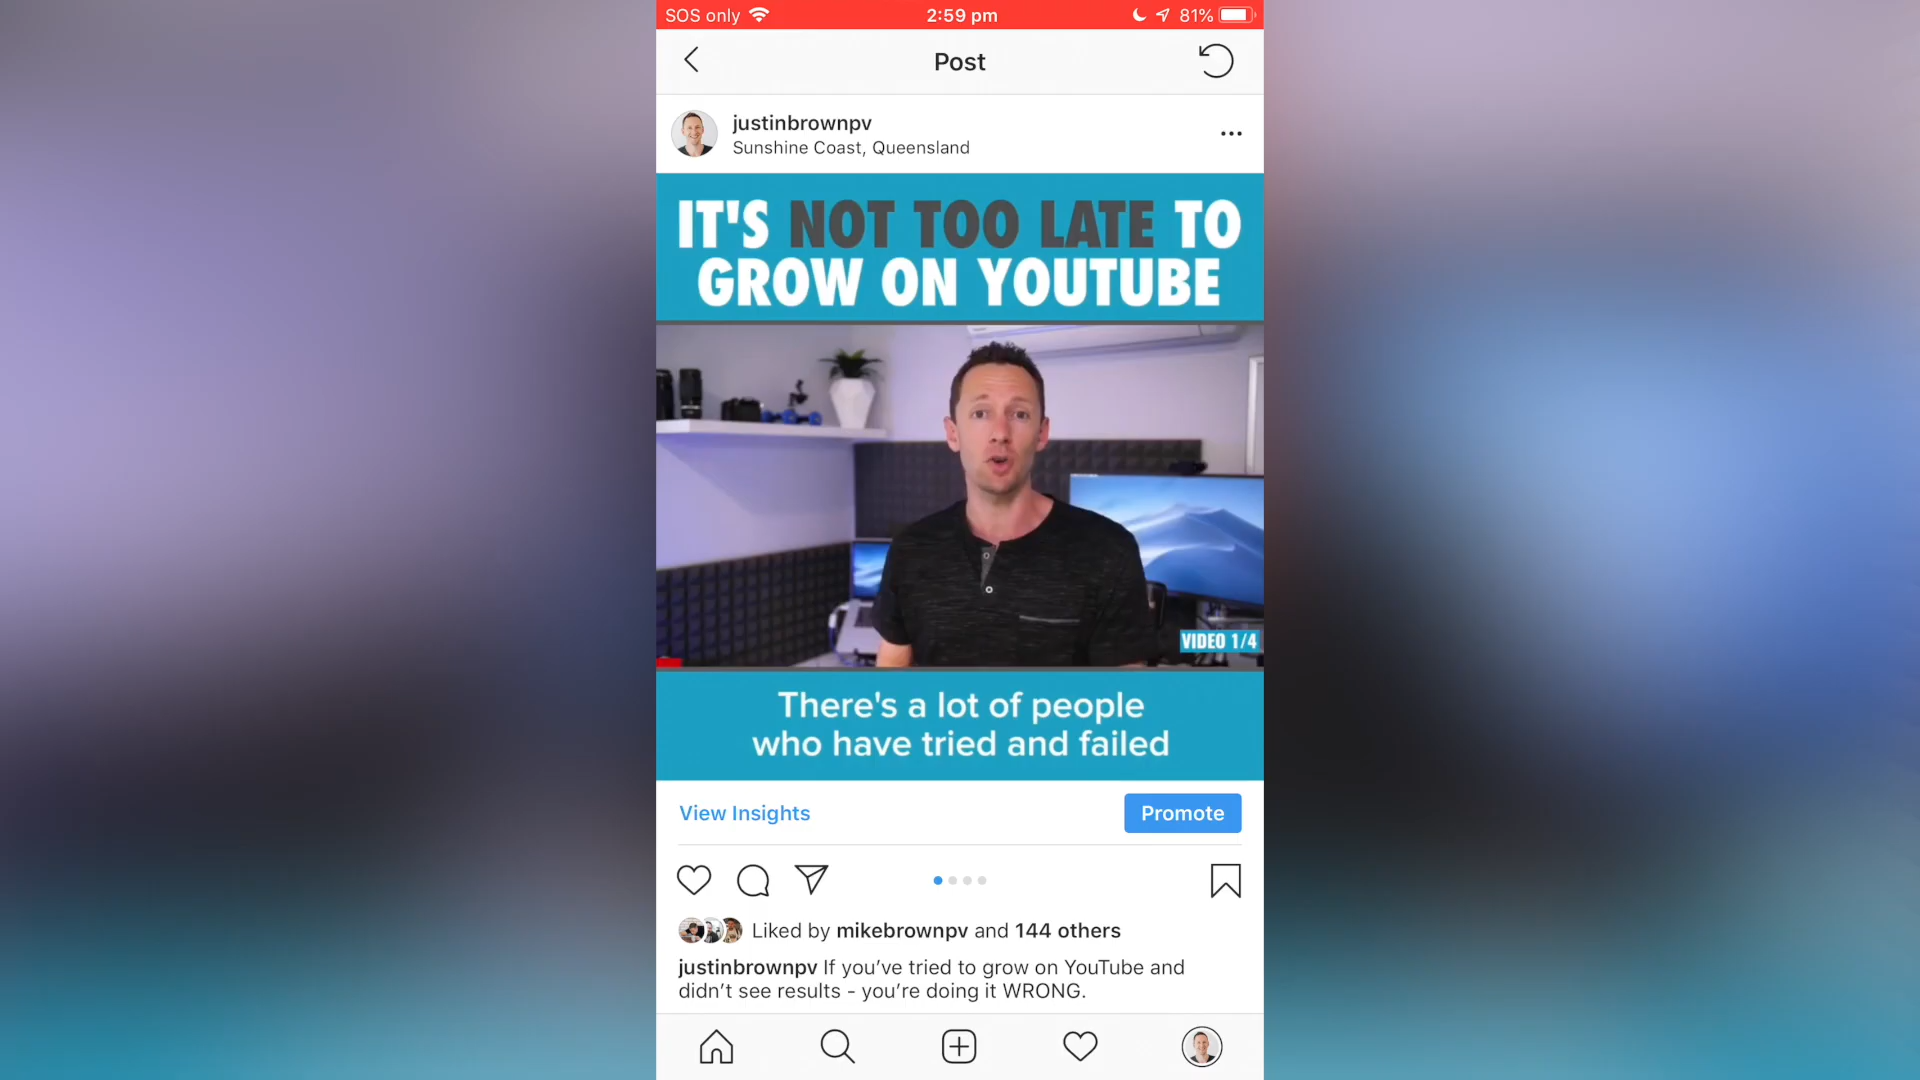 SOS only 2:59 pm 81%
Post
justinbrownpv
Sunshine Coast, Queensland
IT'S NOT TOO LATE TO
GROW ON YOUTUBE
VIDEO 1/4
There's a lot of people
who have tried and failed
View Insights Promote
Liked by mikebrownpv and 144 others
justinbrownpv If you’ve tried to grow on YouTube and
didn’t see results - you’re doing it WRONG.